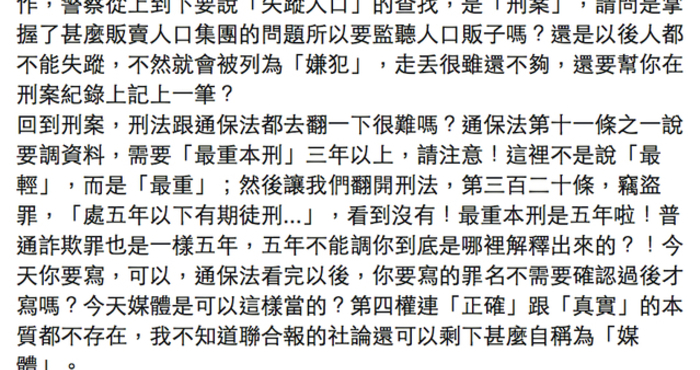 作，警察從上到下要說「失蹤人口」的查找，是「刑案」，請問是掌
握了甚麼販賣人口集團的問題所以要監聽人口販子嗎？還是以後人都
不能失蹤，不然就會被列為「嫌犯」，走丟很雖還不夠，還要幫你在
刑案紀錄上記上一筆？
回到刑案，刑法跟通保法都去翻一下很難嗎？通保法第十一條之一說
要調資料，需要「最重本刑」三年以上，請注意！這裡不是說「最
輕」，而是「最重」；然後讓我們翻開刑法，第三百二十條，竊盜
罪，「處五年以下有期徒刑...」，看到沒有！最重本刑是五年啦！普
通詐欺罪也是一樣五年，五年不能調你到底是哪裡解釋出來的？！今
天你要寫，可以，通保法看完以後，你要寫的罪名不需要確認過後才
寫嗎？今天媒體是可以這樣當的？第四權連「正確」跟「真實」的本
質都不存在，我不知道聯合報的社論還可以剩下甚麼自稱為「媒
體」。